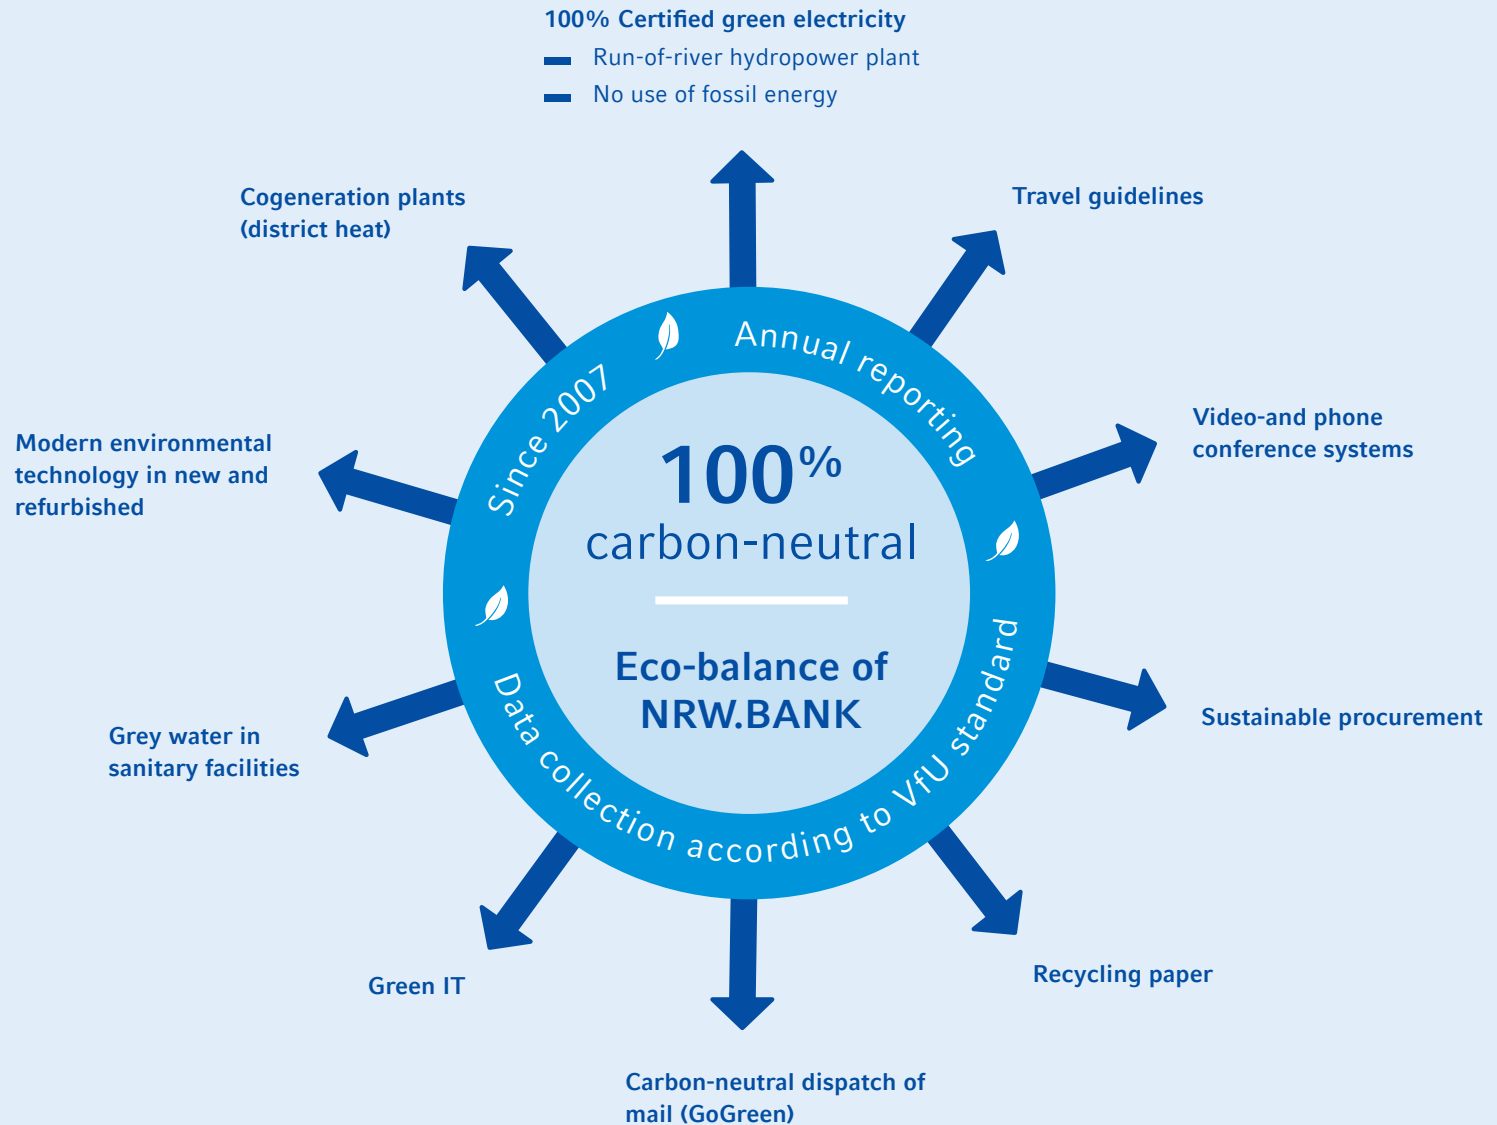 100% Certified green electricity
Run-of-river hydropower plant
No use of fossil energy
Travel guidelines
Video-and phone
conference systems
Sustainable procurement
Recycling paper
Carbon-neutral dispatch of
mail (GoGreen)
Green IT
Grey water in
sanitary facilities
Modern environmental
technology in new and
refurbished
Cogeneration plants
(district heat)
Since 2007
Annual reporting
Data collection according to VfU standard
100%
carbon-neutral
Eco-balance of
NRW.BANK